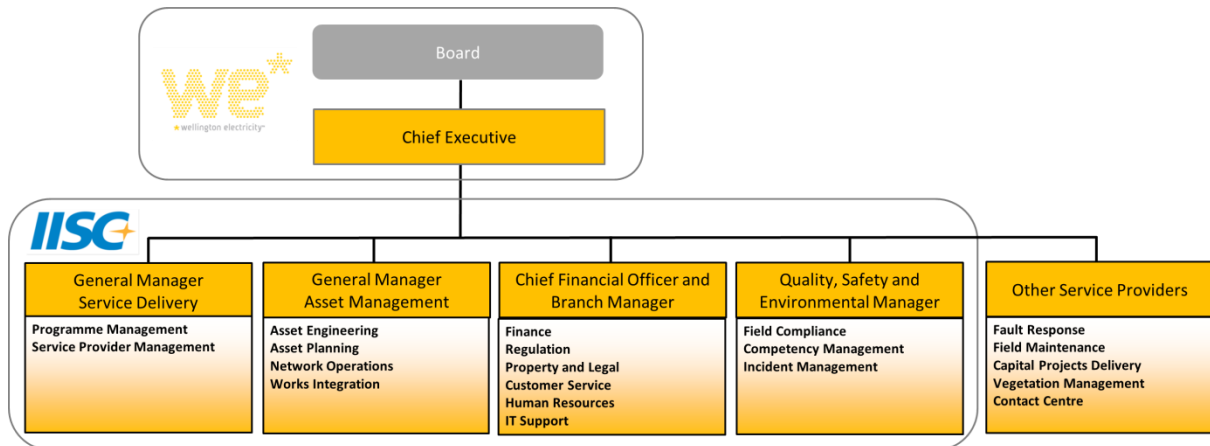 Board
we*
★wellington electricity™
Chief Executive
IISC
General Manager
Service Delivery
Programme Management
Service Provider Management
General Manager
Asset Management
Asset Engineering
Asset Planning
Network Operations
Works Integration
Chief Financial Officer and
Branch Manager
Finance
Regulation
Property and Legal
Customer Service
Human Resources
IT Support
Quality, Safety and
Environmental Manager
Field Compliance
Competency Management
Incident Management
Other Service Providers
Fault Response
Field Maintenance
Capital Projects Delivery
Vegetation Management
Contact Centre